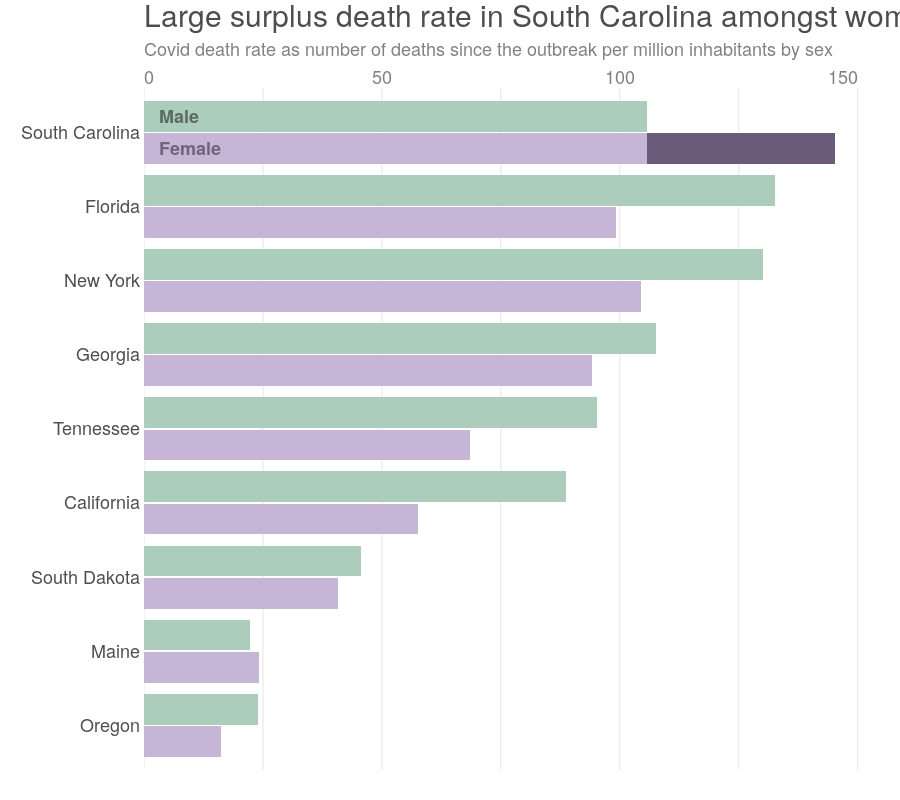 Large surplus death rate in South Carolina amongst
Covid death rate as number of deaths since the outbreak per million inhabitants by sex
0 50 100 150
South Carolina
Male
Female
Florida
New York
Georgia
Tennessee
California
South Dakota
Maine
Oregon